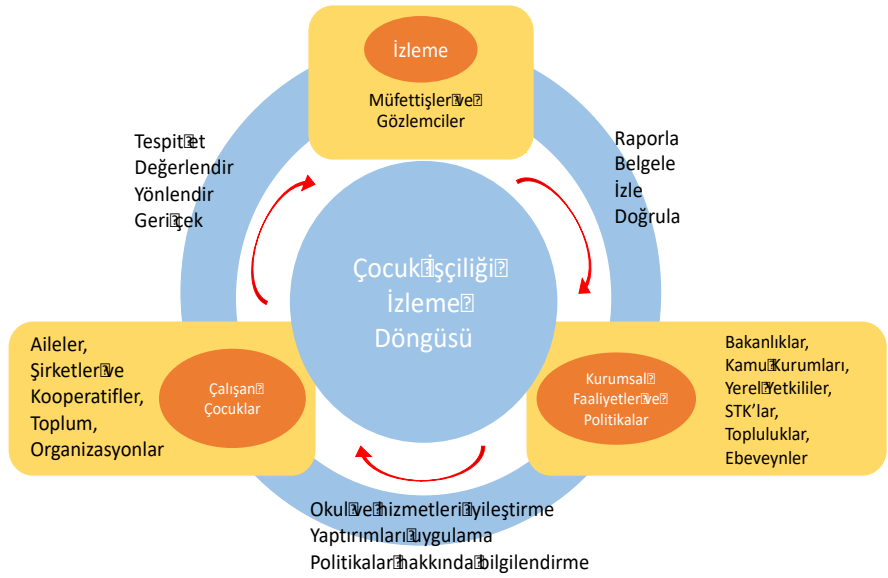 İzleme
Müfettişler ve
Gözlemciler
Tespit et
Değerlendir
Yönlendir
Geri çek
Raporla
Belgele
İzle
Doğrula
Çocuk İşçiliği
İzleme
Döngüsü
Aileler,
Şirketler ve
Kooperatifler,
Toplum,
Organizasyonlar
Çalışan
Çocuklar
Kurumsal
Faaliyetler ve
Politikalar
Bakanlıklar,
Kamu Kurumları,
Yerel Yetkililer,
STK’lar,
Topluluklar,
Ebeveynler
Okul ve hizmetleri iyileştirme
Yaptırımları uygulama
Politikalar hakkında bilgilendirme